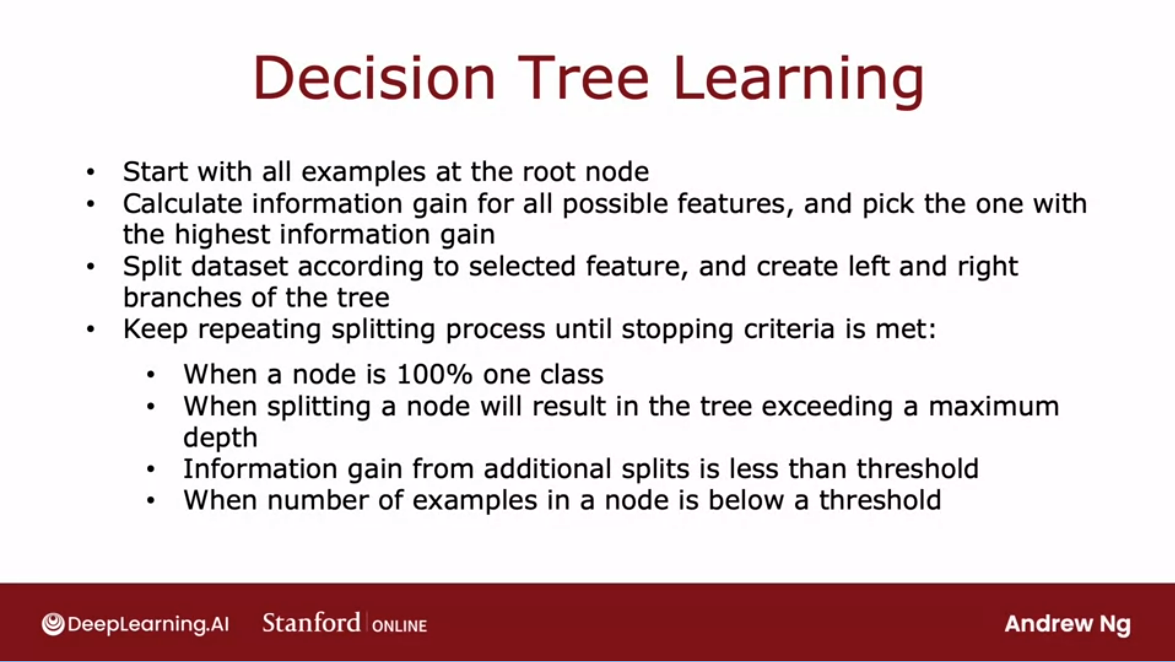 Decision Tree Learning
• Start with all examples at the root node
• Calculate information gain for all possible features, and pick the one with
the highest information gain
• Split dataset according to selected feature, and create left and right
branches of the tree
• Keep repeating splitting process until stopping criteria is met:
• When a node is 100% one class
• When splitting a node will result in the tree exceeding a maximum
depth
• Information gain from additional splits is less than threshold
• When number of examples in a node is below a threshold
DeepLearning.AI Stanford ONLINE Andrew Ng